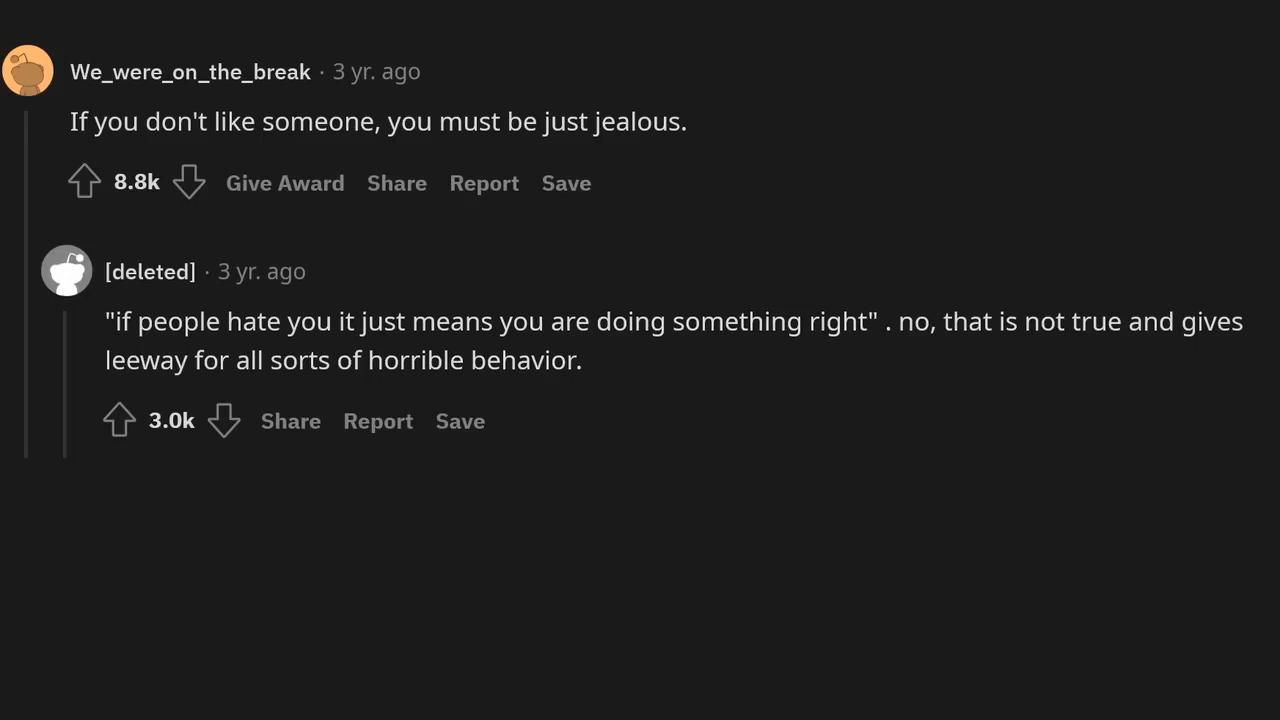 We_were_on_the_break · 3 yr. ago
If you don't like someone, you must be just jealous.
8.8k Give Award Share Report Save
[deleted] · 3 yr. ago
"if people hate you it just means you are doing something right" . no, that is not true and gives
leeway for all sorts of horrible behavior.
3.0k Share Report Save